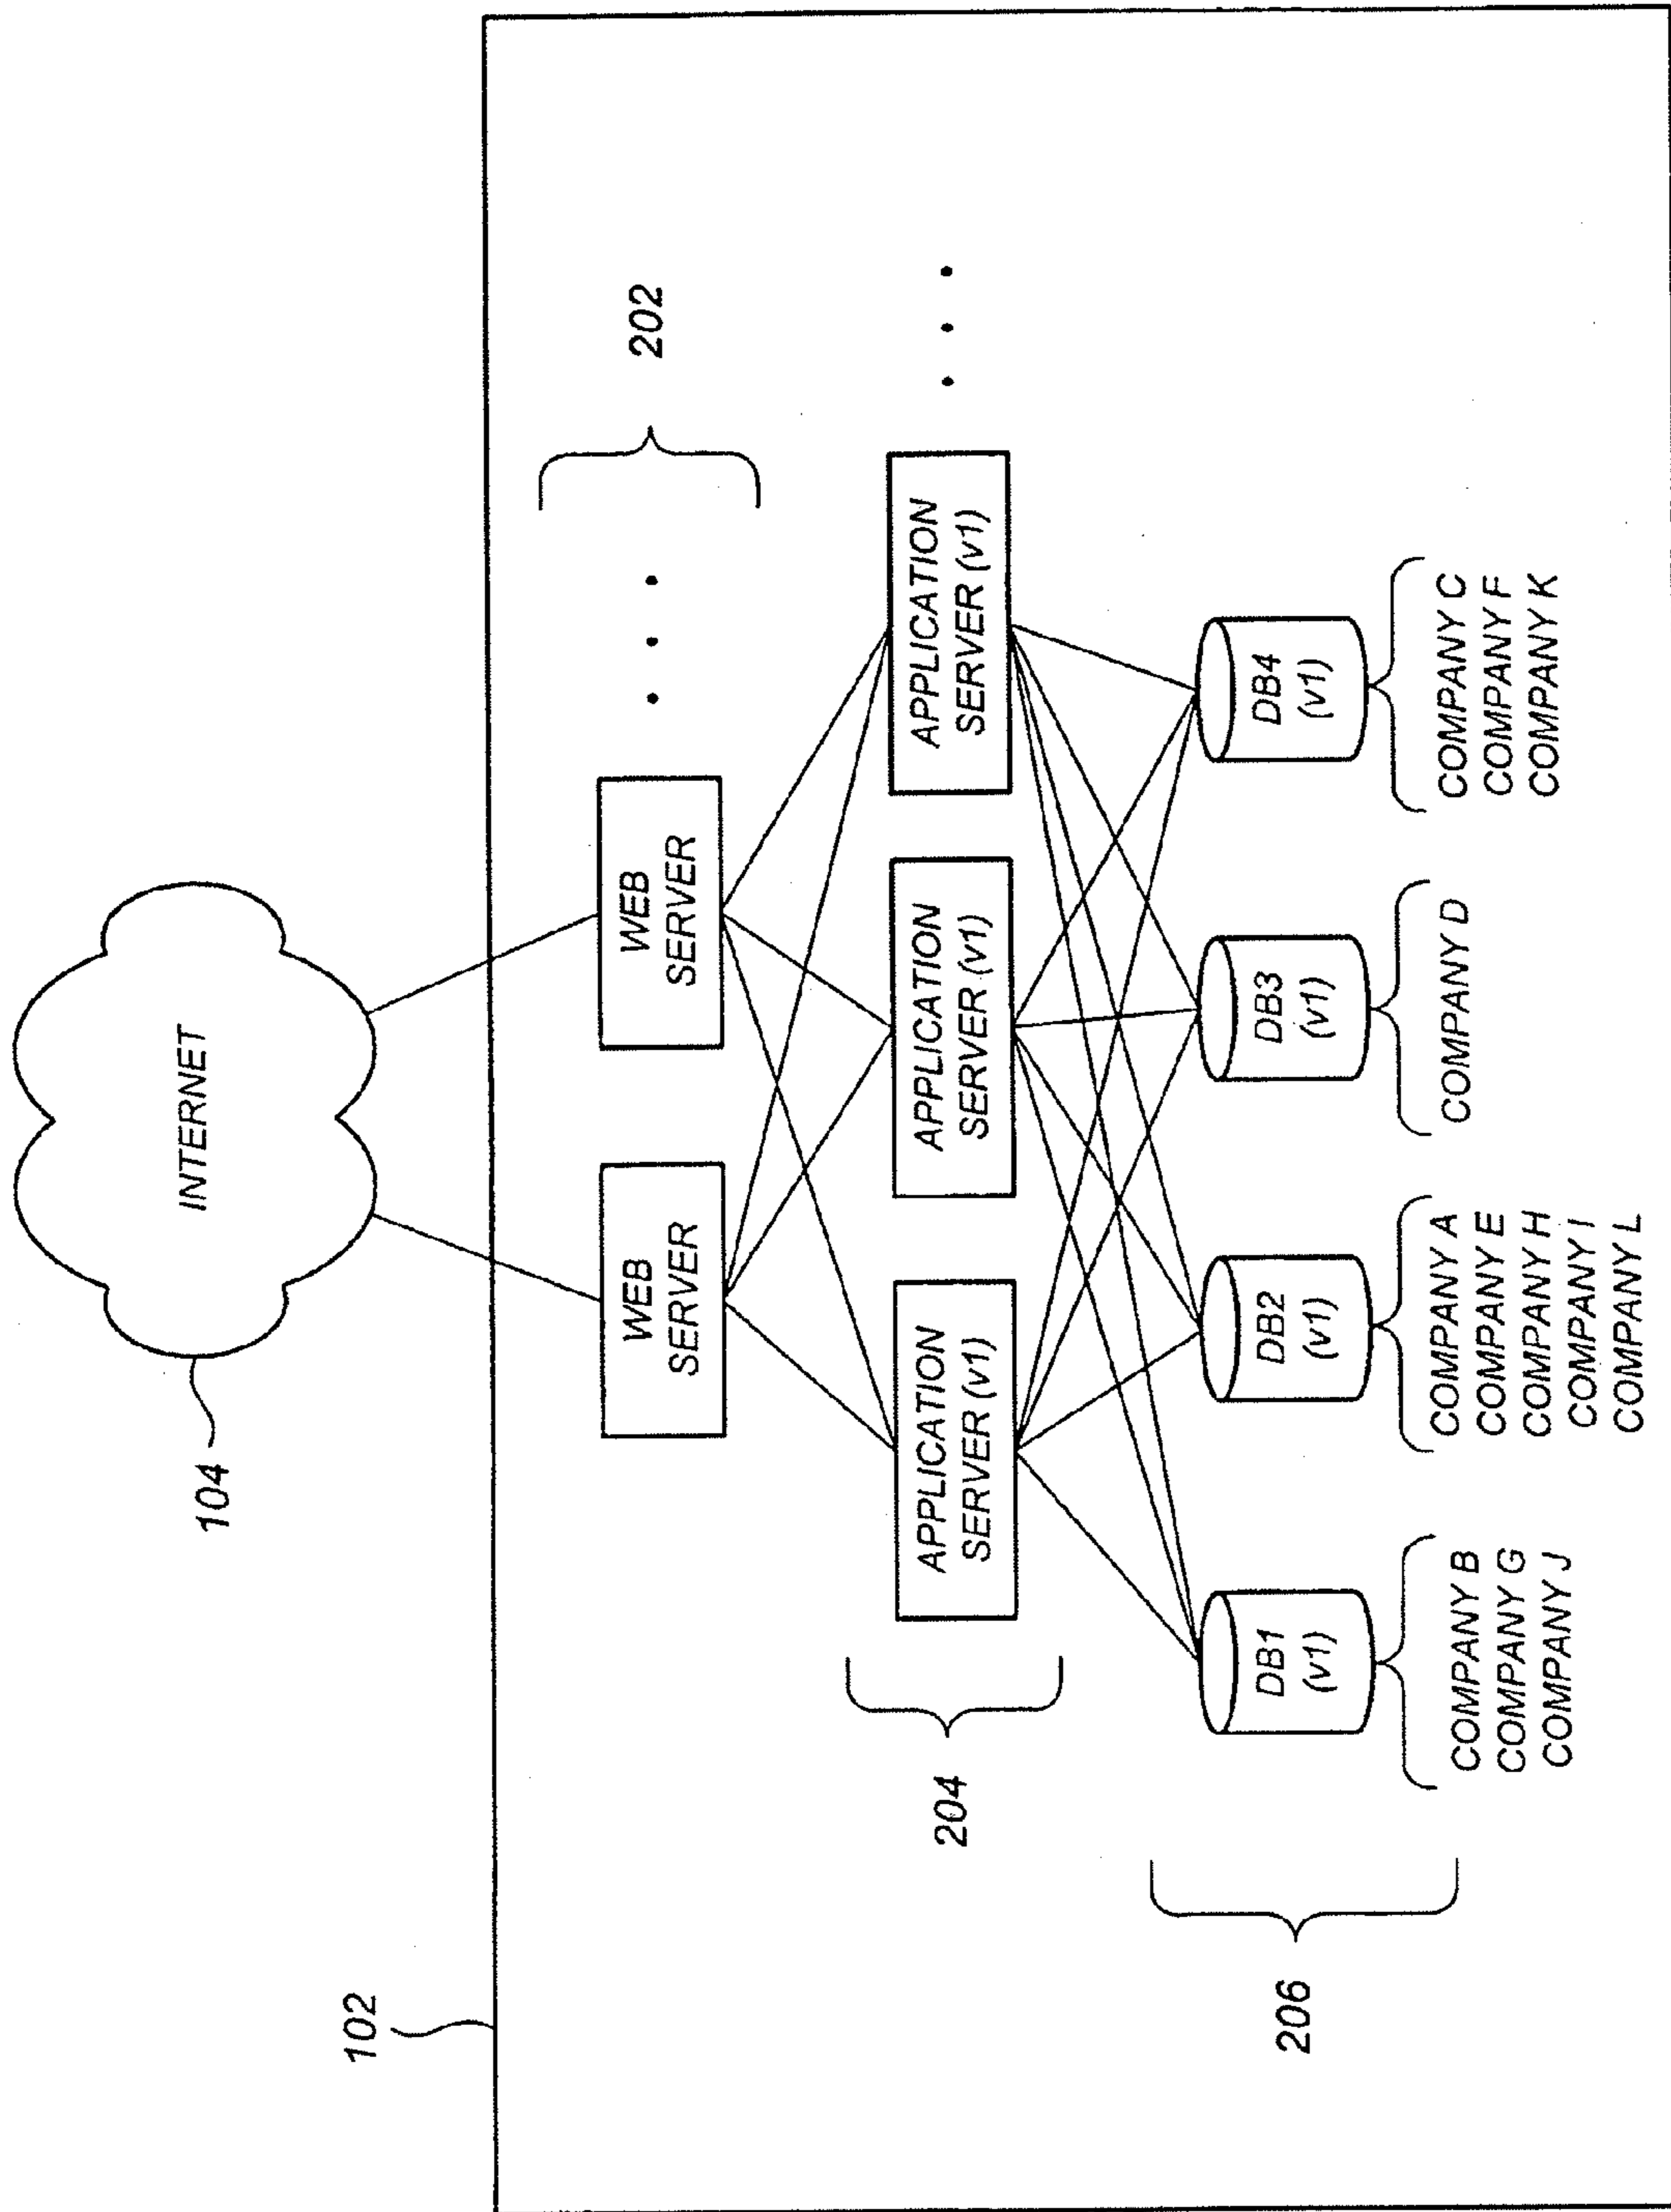 INTERNET
104
102
202
WEB
SERVER
WEB
SERVER
204
APPLICATION
SERVER (v1)
APPLICATION
SERVER (v1)
APPLICATION
SERVER (v1)
206
DB1
(v1)
DB2
(v1)
DB3
(v1)
DB4
(v1)
COMPANY B
COMPANY G
COMPANY J
COMPANY A
COMPANY E
COMPANY H
COMPANY I
COMPANY L
COMPANY D
COMPANY C
COMPANY F
COMPANY K